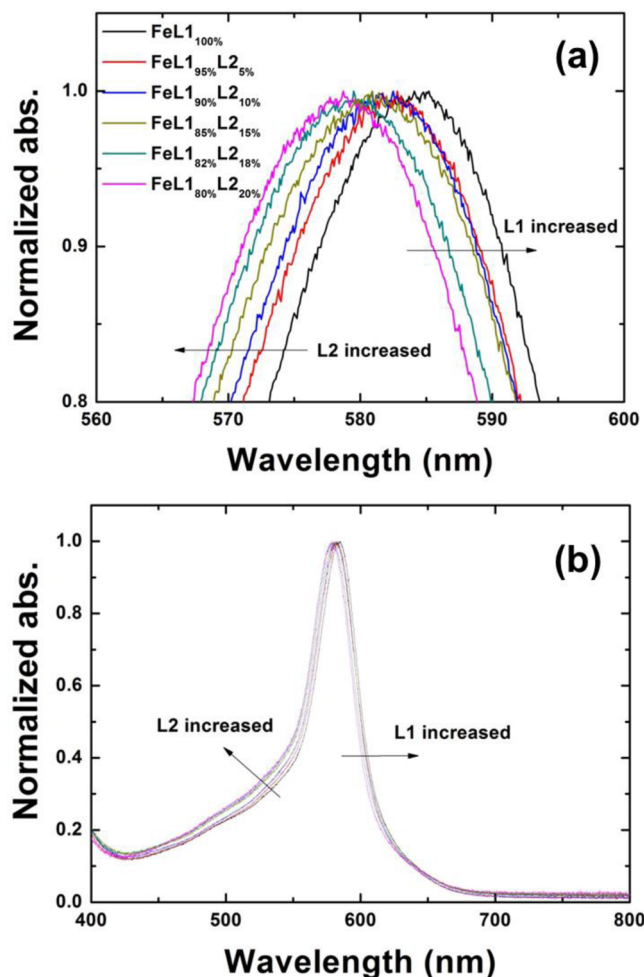 (a)
FeL1100%
FeL195%L25%
FeL190%L210%
FeL185%L215%
FeL182%L218%
FeL180%L220%
1.0
0.9
0.8
L1 increased
L2 increased
Normalized abs.
560 570 580 590 600
Wavelength (nm)
(b)
1.0
0.8
0.6
0.4
0.2
0.0
L2 increased
L1 increased
Normalized abs.
400 500 600 700 800
Wavelength (nm)